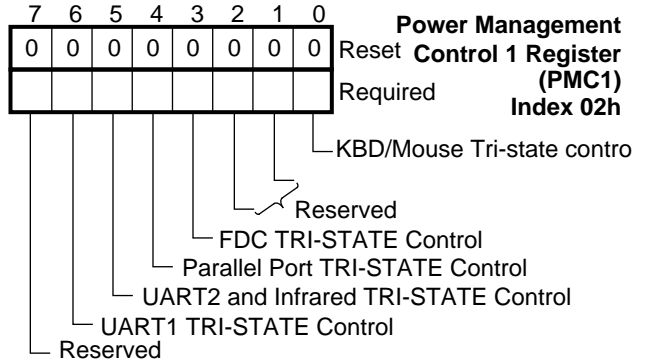 7 6 5 4 3 2 1 0
Power Management
Control 1 Register
(PMC1)
Index 02h
0 0 0 0 0 0 0 0 Reset
Required
KBD/Mouse Tri-state contro
Reserved
FDC TRI-STATE Control
Parallel Port TRI-STATE Control
UART2 and Infrared TRI-STATE Control
UART1 TRI-STATE Control
Reserved